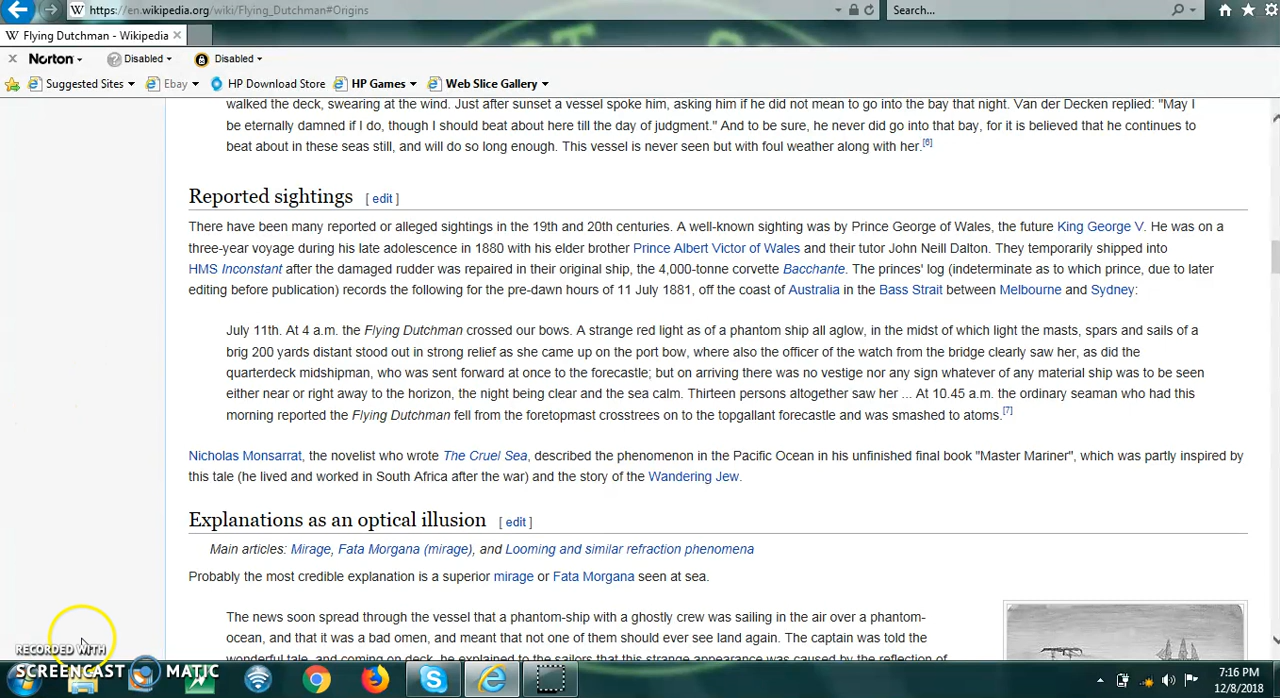 https://en.wikipedia.org/wiki/Flying_Dutchman#Origins
Search...
W Flying Dutchman - Wikipedia
Norton Disabled Disabled
Suggested Sites Ebay HP Download Store HP Games Web Slice Gallery
walked the deck, swearing at the wind. Just after sunset a vessel spoke him, asking him if he did not mean to go into the bay that night. Van der Decken replied: "May I
be eternally damned if I do, though I should beat about here till the day of judgment." And to be sure, he never did go into that bay, for it is believed that he continues to
beat about in these seas still, and will do so long enough. This vessel is never seen but with foul weather along with her.[6]
Reported sightings [ edit ]
There have been many reported or alleged sightings in the 19th and 20th centuries. A well-known sighting was by Prince George of Wales, the future King George V. He was on a
three-year voyage during his late adolescence in 1880 with his elder brother Prince Albert Victor of Wales and their tutor John Neill Dalton. They temporarily shipped into
HMS Inconstant after the damaged rudder was repaired in their original ship, the 4,000-tonne corvette Bacchante. The princes' log (indeterminate as to which prince, due to later
editing before publication) records the following for the pre-dawn hours of 11 July 1881, off the coast of Australia in the Bass Strait between Melbourne and Sydney:
July 11th. At 4 a.m. the Flying Dutchman crossed our bows. A strange red light as of a phantom ship all aglow, in the midst of which light the masts, spars and sails of a
brig 200 yards distant stood out in strong relief as she came up on the port bow, where also the officer of the watch from the bridge clearly saw her, as did the
quarterdeck midshipman, who was sent forward at once to the forecastle; but on arriving there was no vestige nor any sign whatever of any material ship was to be seen
either near or right away to the horizon, the night being clear and the sea calm. Thirteen persons altogether saw her ... At 10.45 a.m. the ordinary seaman who had this
morning reported the Flying Dutchman fell from the foretopmast crosstrees on to the topgallant forecastle and was smashed to atoms.[7]
Nicholas Monsarrat, the novelist who wrote The Cruel Sea, described the phenomenon in the Pacific Ocean in his unfinished final book "Master Mariner", which was partly inspired by
this tale (he lived and worked in South Africa after the war) and the story of the Wandering Jew.
Explanations as an optical illusion [ edit ]
Main articles: Mirage, Fata Morgana (mirage), and Looming and similar refraction phenomena
Probably the most credible explanation is a superior mirage or Fata Morgana seen at sea.
The news soon spread through the vessel that a phantom-ship with a ghostly crew was sailing in the air over a phantom-
ocean, and that it was a bad omen, and meant that not one of them should ever see land again. The captain was told the
wonderful tale, and coming on deck, he explained to the sailors that this strange appearance was caused by the reflection of
RECORDED WITH
SCREENCAST MATIC
7:16 PM
12/8/2018